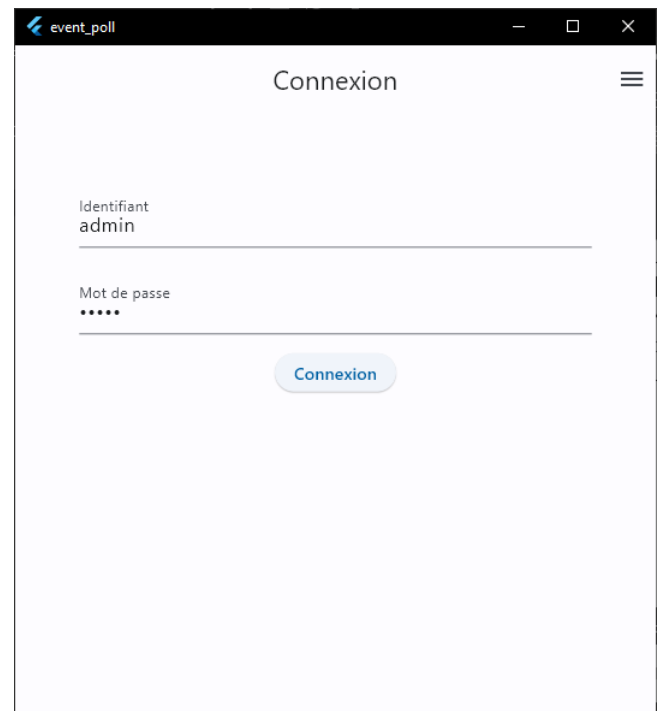 event_poll
Connexion
Identifiant
admin
Mot de passe
•••••
Connexion